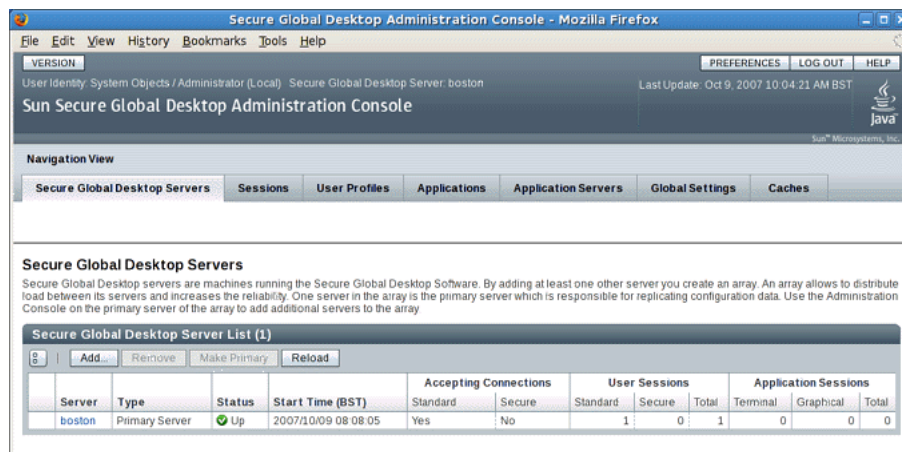 Secure Global Desktop Administration Console - Mozilla Firefox
File Edit View History Bookmarks Tools Help
VERSION PREFERENCES LOG OUT HELP
User Identity: System Objects / Administrator (Local) Secure Global Desktop Server: boston Last Update: Oct 9, 2007 10:04:21 AM BST
Sun Secure Global Desktop Administration Console
Java
Sun™ Microsystems, Inc.
Navigation View
Secure Global Desktop Servers Sessions User Profiles Applications Application Servers Global Settings Caches
Secure Global Desktop Servers
Secure Global Desktop servers are machines running the Secure Global Desktop Software. By adding at least one other server you create an array. An array allows to distribute
load between its servers and increases the reliability. One server in the array is the primary server which is responsible for replicating configuration data. Use the Administration
Console on the primary server of the array to add additional servers to the array
Secure Global Desktop Server List (1)
Add... Remove Make Primary Reload
Accepting Connections User Sessions Application Sessions
Server Type Status Start Time (BST) Standard Secure Standard Secure Total Terminal Graphical Total
boston Primary Server Up 2007/10/09 08:08:05 Yes No 1 0 1 0 0 0